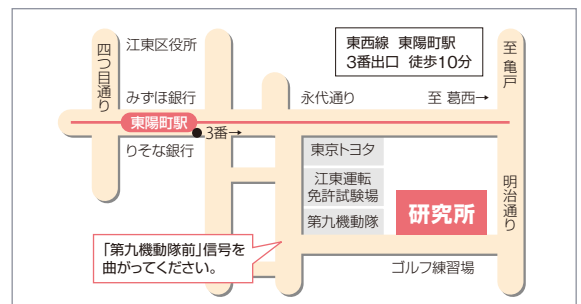 四つ目通り
江東区役所
東西線 東陽町駅
3番出口 徒歩10分
至 亀戸
みずほ銀行
永代通り
至 葛西→
東陽町駅
3番→
りそな銀行
東京トヨタ
江東運転
免許試験場
第九機動隊
研究所
明治通り
「第九機動隊前」信号を
曲がってください。
ゴルフ練習場